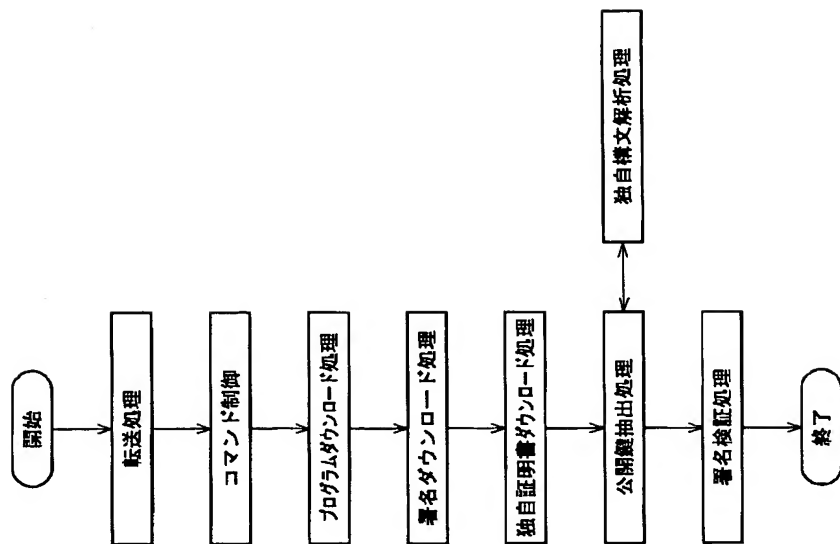 開始
転送処理
コマンド制御
プログラムダウンロード処理
署名ダウンロード処理
独自証明書ダウンロード処理
公開鍵抽出処理
独自構文解析処理
署名検証処理
終了